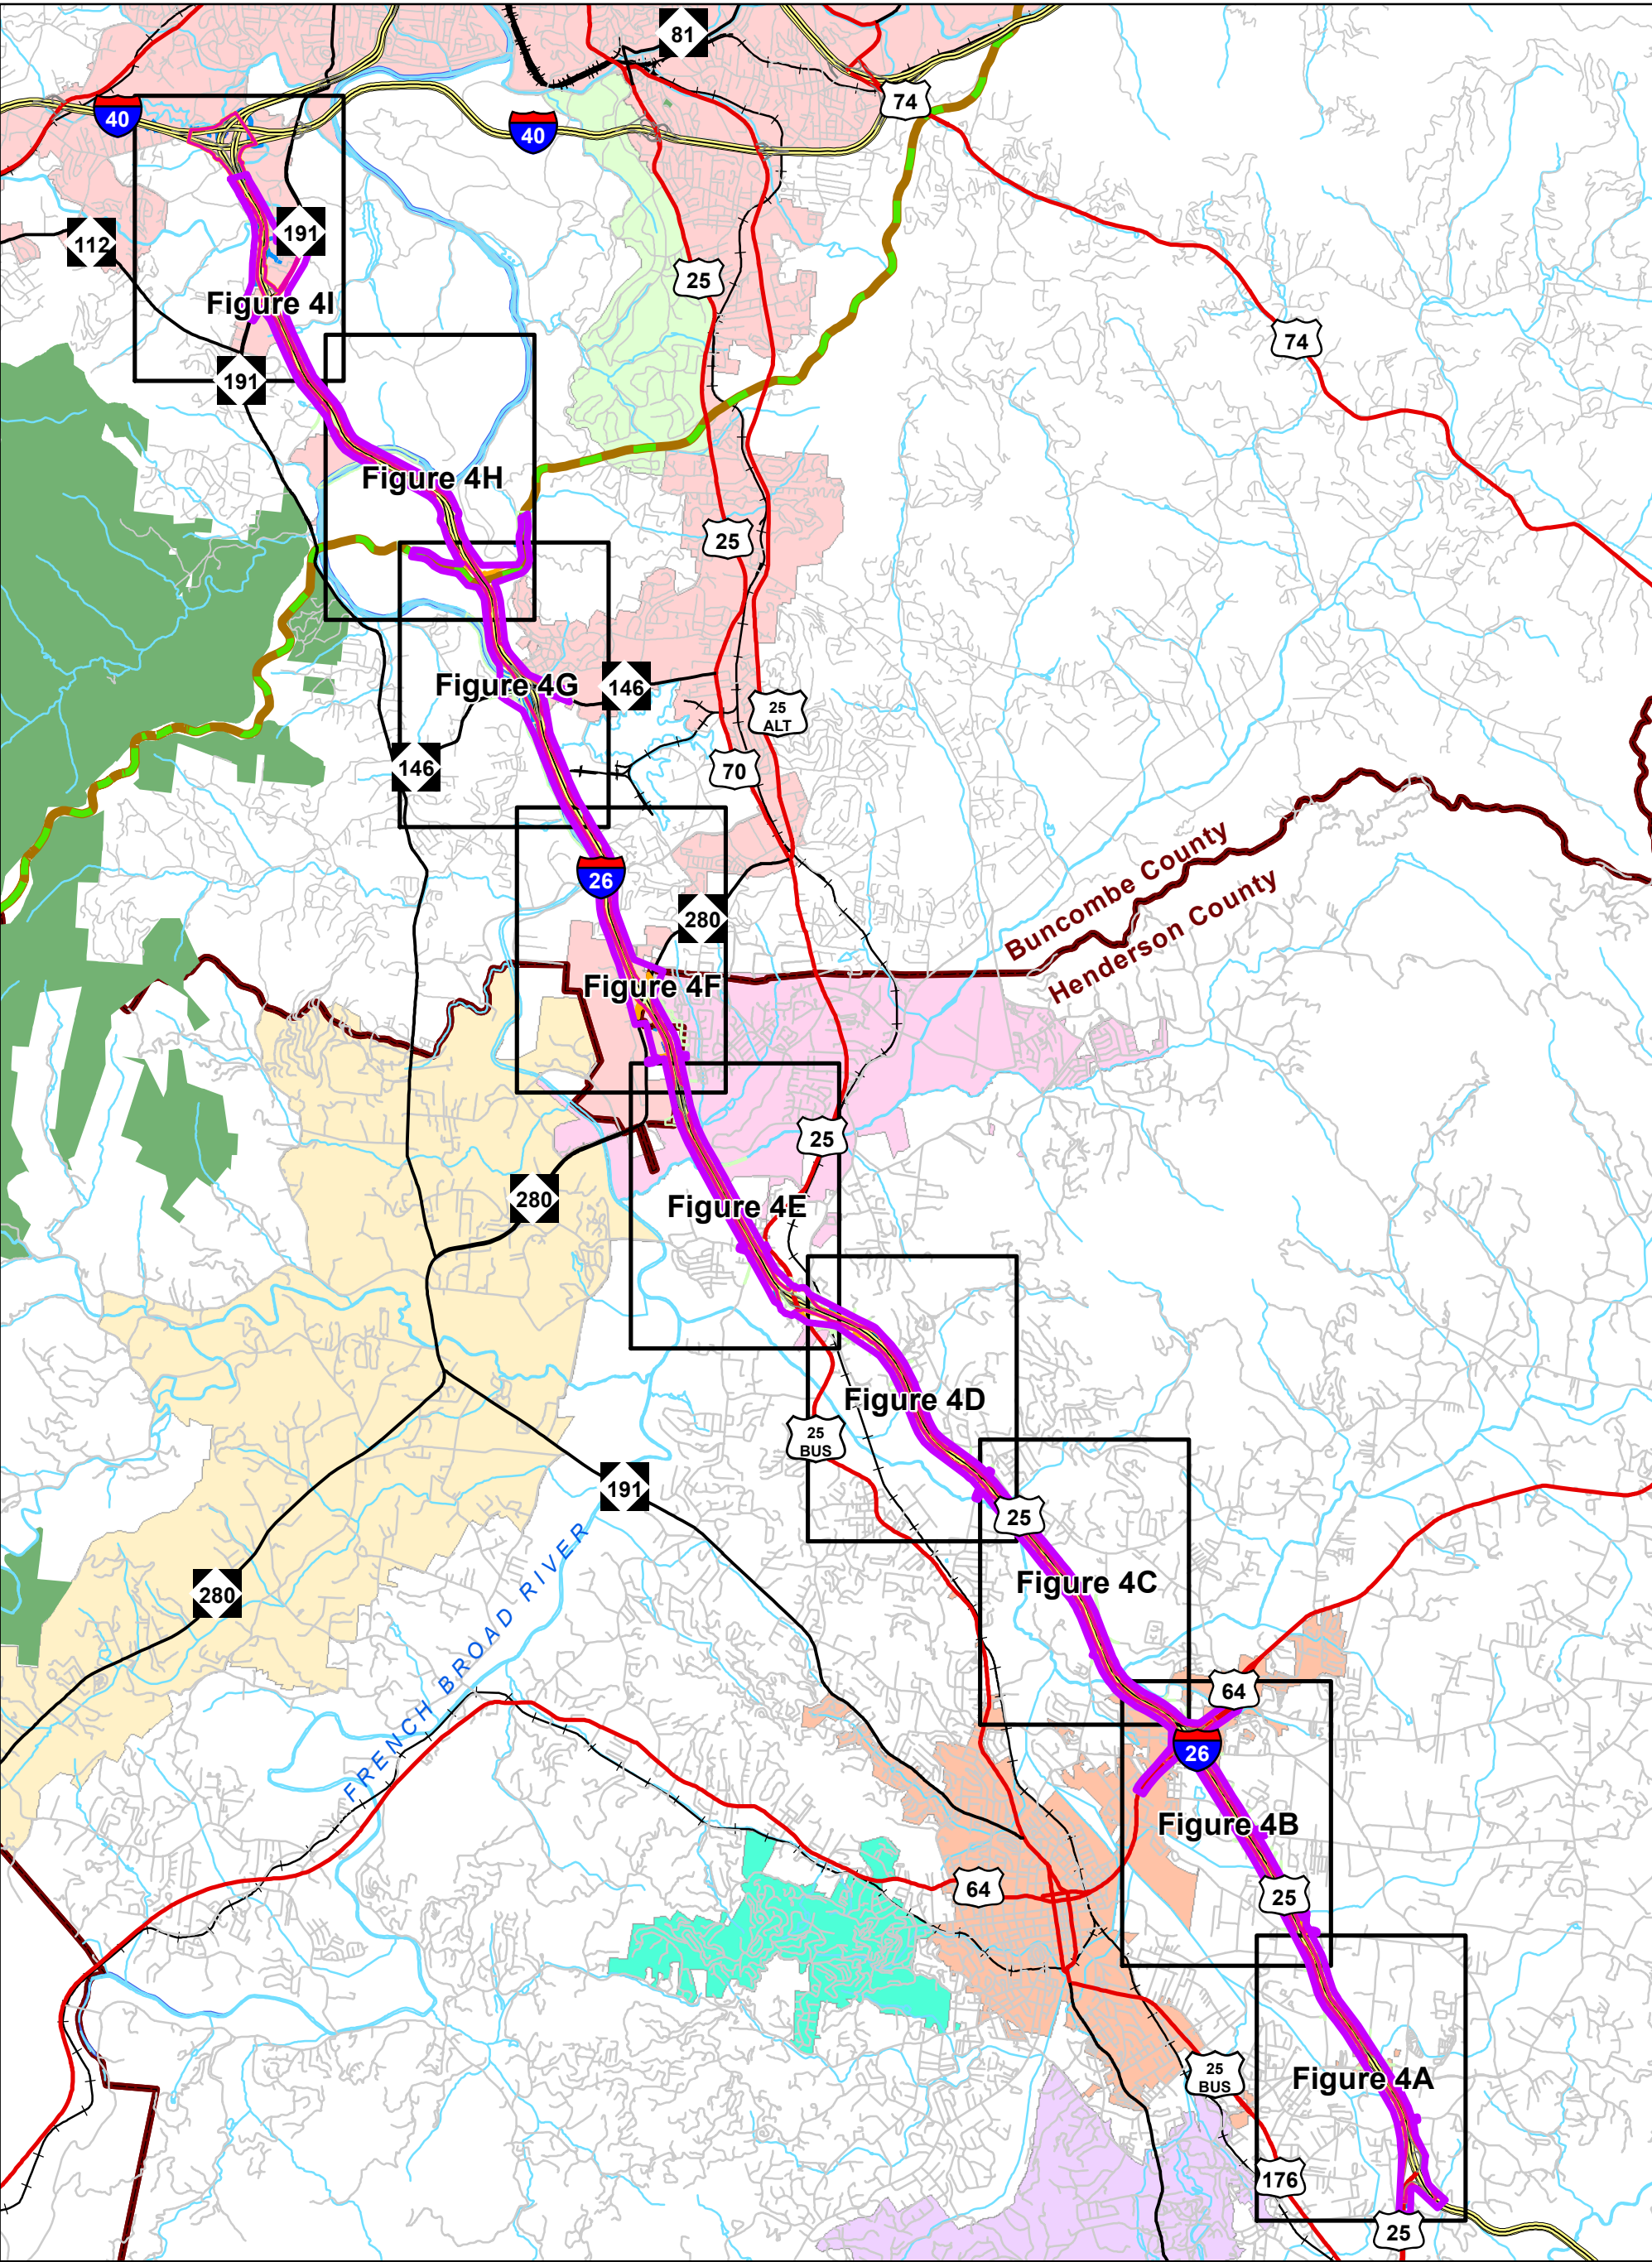 81
74
40
40
191
112
25
Figure 4I
74
191
Figure 4H
25
Figure 4G
146
25
ALT
146
70
Buncombe County
26
280
Henderson County
Figure 4F
25
280
Figure 4E
Figure 4D
25
BUS
191
25
Figure 4C
280
FRENCH BROAD RIVER
64
26
Figure 4B
64
25
25
BUS
Figure 4A
176
25